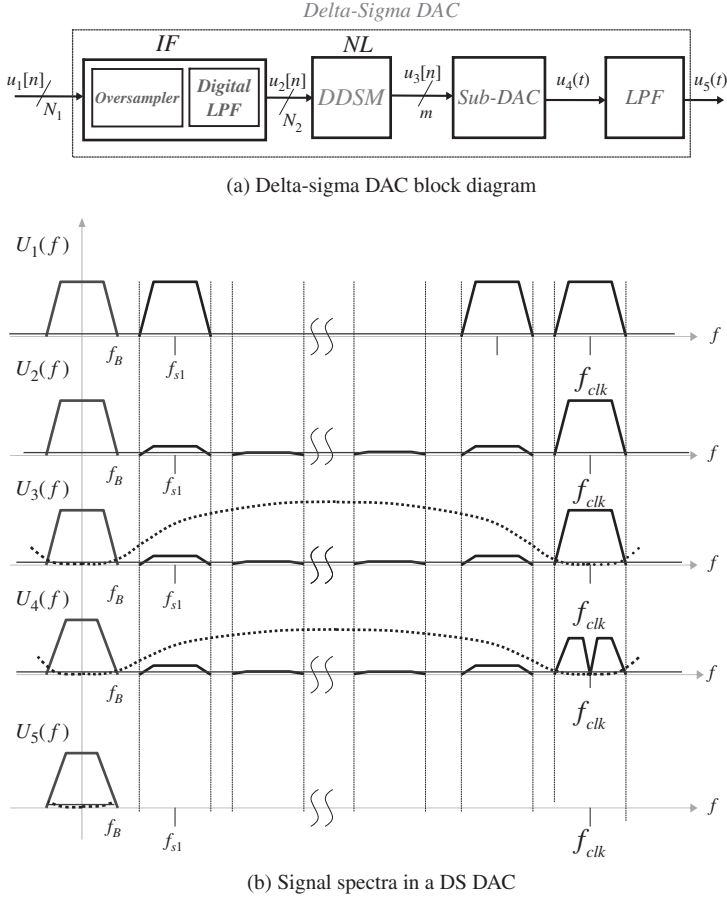 Delta-Sigma DAC
IF
NL
u1[n]
N1
Oversampler
Digital LPF
u2[n]
N2
DDSM
u3[n]
m
Sub-DAC
u4(t)
LPF
u5(t)
(a) Delta-sigma DAC block diagram
U1(f)
fB
fs1
fclk
f
U2(f)
fB
fs1
fclk
f
U3(f)
fB
fs1
fclk
f
U4(f)
fB
fclk
f
U5(f)
fB
fs1
fclk
f
(b) Signal spectra in a DS DAC